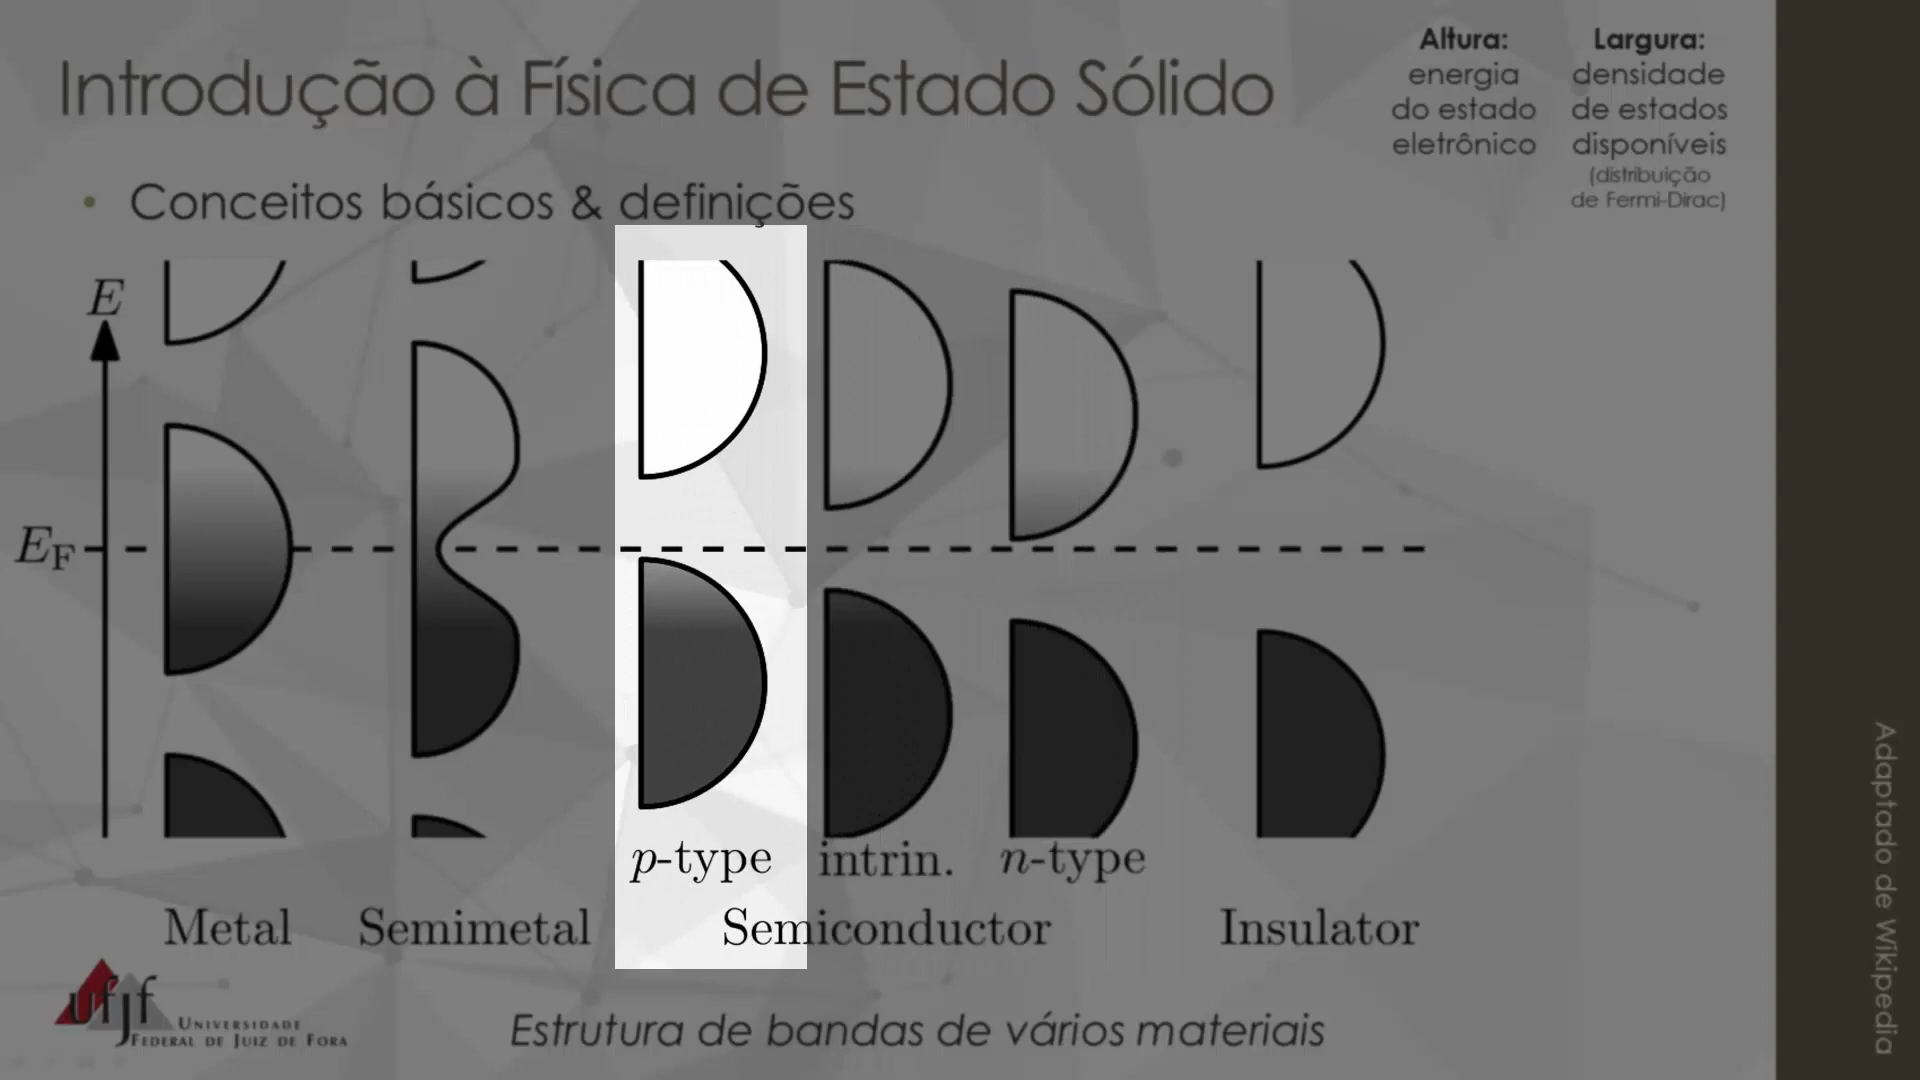 Introdução à Física de Estado Sólido
Altura:
energia
do estado
eletrônico
Largura:
densidade
de estados
disponíveis
(distribuição
de Fermi-Dirac)
• Conceitos básicos & definições
E
E_F
p-type
intrin.
n-type
Metal
Semimetal
Semiconductor
Insulator
ufjf
UNIVERSIDADE
FEDERAL DE JUIZ DE FORA
Estrutura de bandas de vários materiais
Adaptado de Wikipedia